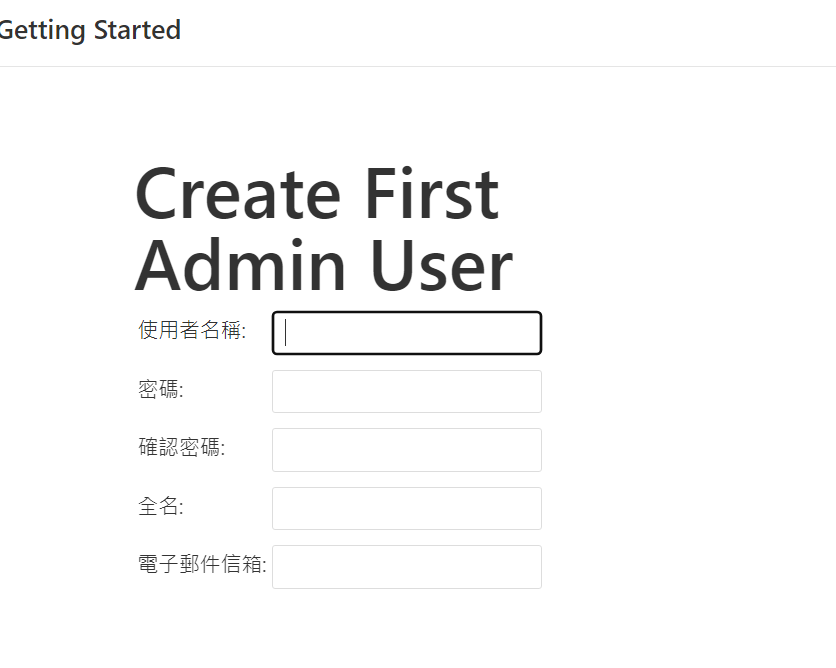 Getting Started
Create First
Admin User
使用者名稱:
密碼:
確認密碼:
全名:
電子郵件信箱: